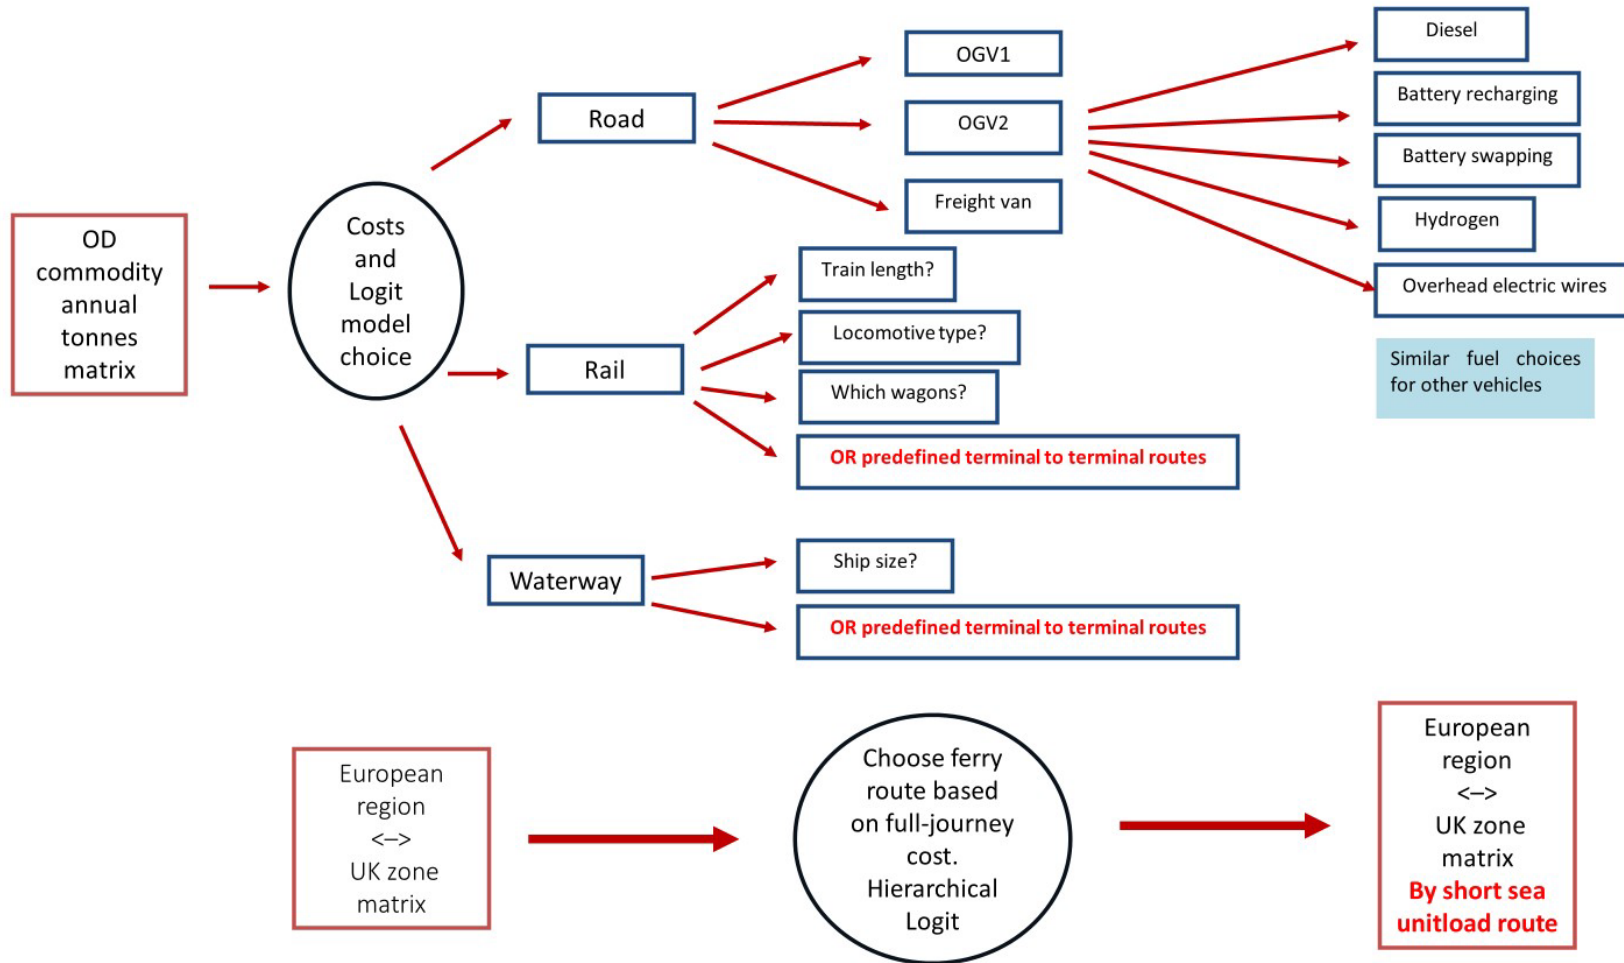 OD
commodity
annual
tonnes
matrix
Costs
and
Logit
model
choice
Road
Rail
Waterway
OGV1
OGV2
Freight van
Train length?
Locomotive type?
Which wagons?
OR predefined terminal to terminal routes
Ship size?
OR predefined terminal to terminal routes
Diesel
Battery recharging
Battery swapping
Hydrogen
Overhead electric wires
Similar fuel choices
for other vehicles
European
region
<–>
UK zone
matrix
Choose ferry
route based
on full-journey
cost.
Hierarchical
Logit
European
region
<–>
UK zone
matrix
By short sea
unitload route